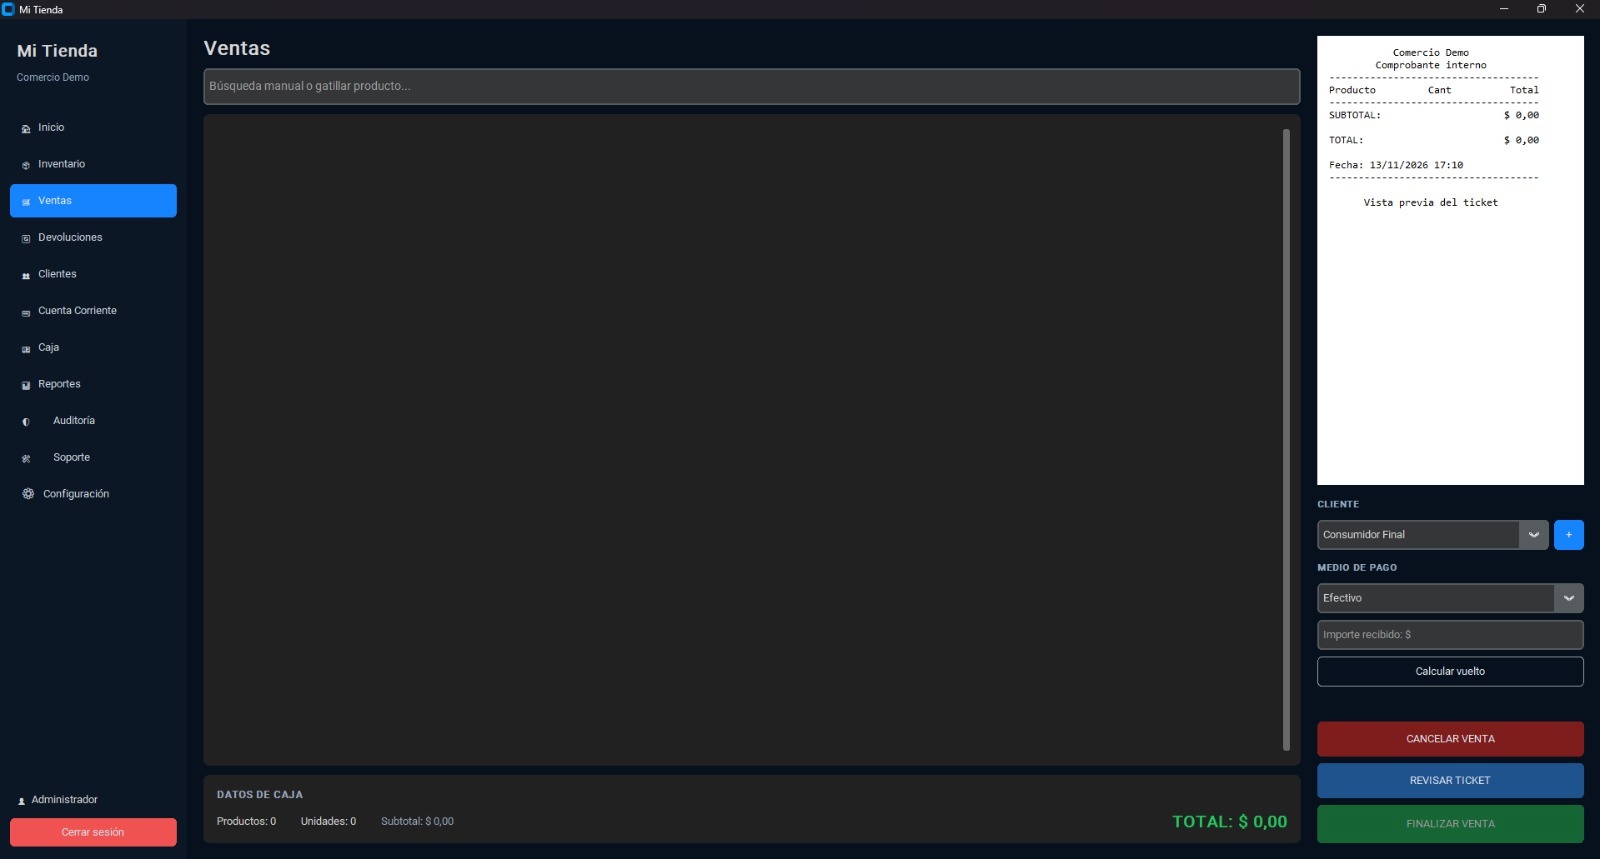 Mi Tienda
Mi Tienda
Comercio Demo
Inicio
Inventario
Ventas
Devoluciones
Clientes
Cuenta Corriente
Caja
Reportes
Auditoría
Soporte
Configuración
Administrador
Cerrar sesión
Ventas
Búsqueda manual o gatillar producto...
DATOS DE CAJA
Productos: 0 Unidades: 0 Subtotal: $ 0,00 TOTAL: $ 0,00
Comercio Demo
Comprobante interno
------------------------------------
Producto Cant Total
------------------------------------
SUBTOTAL: $ 0,00
TOTAL: $ 0,00
Fecha: 13/11/2026 17:10
------------------------------------
Vista previa del ticket
CLIENTE
Consumidor Final +
MEDIO DE PAGO
Efectivo
Importe recibido: $
Calcular vuelto
CANCELAR VENTA
REVISAR TICKET
FINALIZAR VENTA